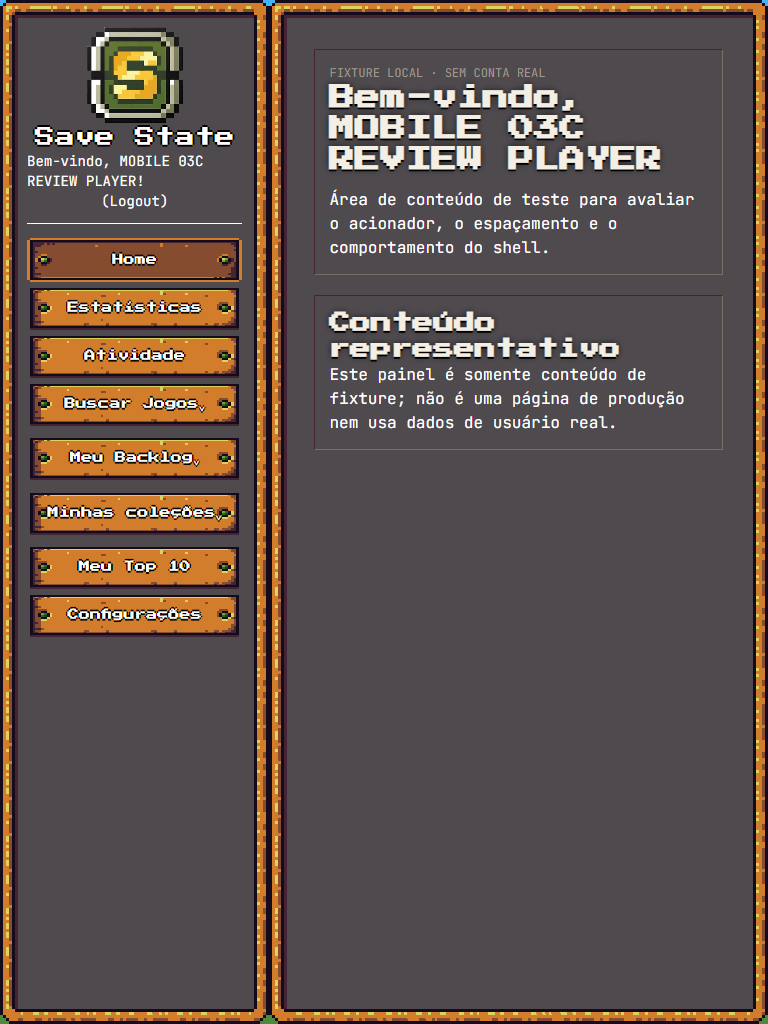 S
Save State
Bem-vindo, MOBILE 03C
REVIEW PLAYER!
(Logout)
Home
Estatísticas
Atividade
Buscar Jogos
Meu Backlog
Minhas coleções
Meu Top 10
Configurações
FIXTURE LOCAL · SEM CONTA REAL
Bem-vindo,
MOBILE 03C
REVIEW PLAYER
Área de conteúdo de teste para avaliar
o acionador, o espaçamento e o
comportamento do shell.
Conteúdo
representativo
Este painel é somente conteúdo de
fixture; não é uma página de produção
nem usa dados de usuário real.